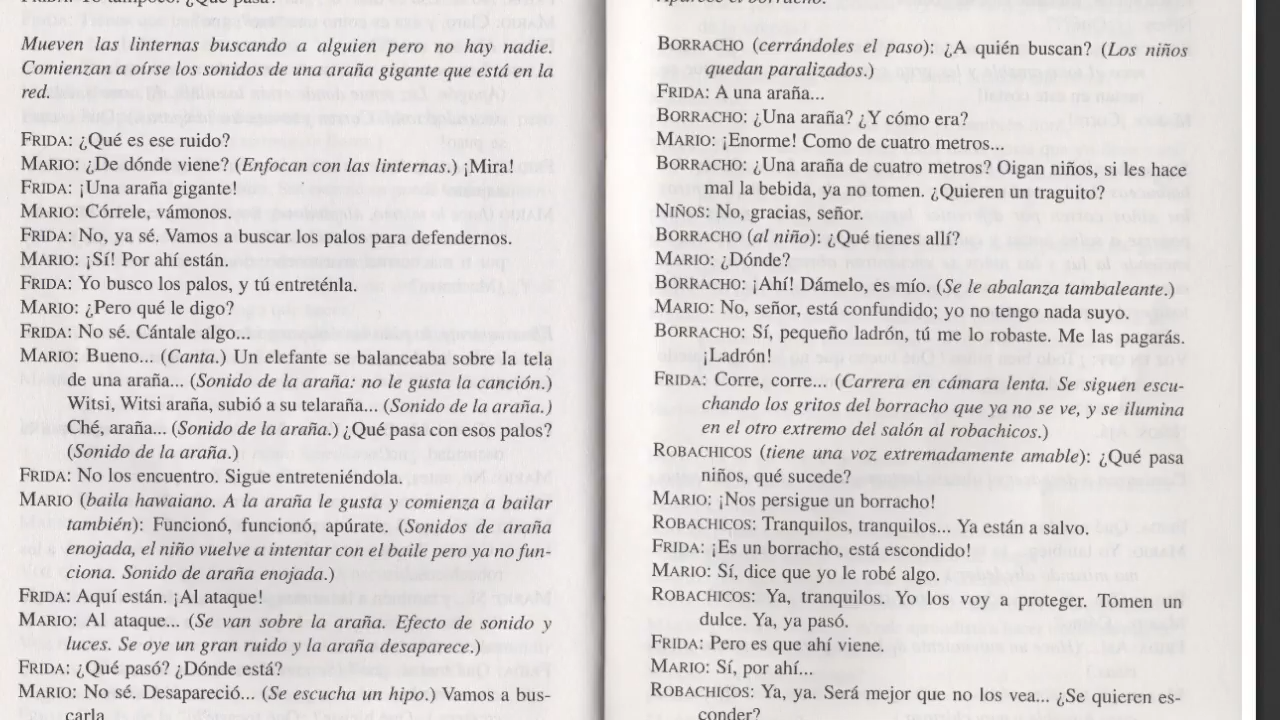 Mueven las linternas buscando a alguien pero no hay nadie.
Comienzan a oírse los sonidos de una araña gigante que está en la
red.
FRIDA: ¿Qué es ese ruido?
MARIO: ¿De dónde viene? (Enfocan con las linternas.) ¡Mira!
FRIDA: ¡Una araña gigante!
MARIO: Córrele, vámonos.
FRIDA: No, ya sé. Vamos a buscar los palos para defendernos.
MARIO: ¡Sí! Por ahí están.
FRIDA: Yo busco los palos, y tú entreténla.
MARIO: ¿Pero qué le digo?
FRIDA: No sé. Cántale algo...
MARIO: Bueno... (Canta.) Un elefante se balanceaba sobre la tela
de una araña... (Sonido de la araña: no le gusta la canción.)
Witsi, Witsi araña, subió a su telaraña... (Sonido de la araña.)
Ché, araña... (Sonido de la araña.) ¿Qué pasa con esos palos?
(Sonido de la araña.)
FRIDA: No los encuentro. Sigue entreteniéndola.
MARIO (baila hawaiano. A la araña le gusta y comienza a bailar
también): Funcionó, funcionó, apúrate. (Sonidos de araña
enojada, el niño vuelve a intentar con el baile pero ya no fun-
ciona. Sonido de araña enojada.)
FRIDA: Aquí están. ¡Al ataque!
MARIO: Al ataque... (Se van sobre la araña. Efecto de sonido y
luces. Se oye un gran ruido y la araña desaparece.)
FRIDA: ¿Qué pasó? ¿Dónde está?
MARIO: No sé. Desapareció... (Se escucha un hipo.) Vamos a bus-
carla
Aparece el borracho.
BORRACHO (cerrándoles el paso): ¿A quién buscan? (Los niños
quedan paralizados.)
FRIDA: A una araña...
BORRACHO: ¿Una araña? ¿Y cómo era?
MARIO: ¡Enorme! Como de cuatro metros...
BORRACHO: ¿Una araña de cuatro metros? Oigan niños, si les hace
mal la bebida, ya no tomen. ¿Quieren un traguito?
NIÑOS: No, gracias, señor.
BORRACHO (al niño): ¿Qué tienes allí?
MARIO: ¿Dónde?
BORRACHO: ¡Ahí! Dámelo, es mío. (Se le abalanza tambaleante.)
MARIO: No, señor, está confundido; yo no tengo nada suyo.
BORRACHO: Sí, pequeño ladrón, tú me lo robaste. Me las pagarás.
¡Ladrón!
FRIDA: Corre, corre... (Carrera en cámara lenta. Se siguen escu-
chando los gritos del borracho que ya no se ve, y se ilumina
en el otro extremo del salón al robachicos.)
ROBACHICOS (tiene una voz extremadamente amable): ¿Qué pasa
niños, qué sucede?
MARIO: ¡Nos persigue un borracho!
ROBACHICOS: Tranquilos, tranquilos... Ya están a salvo.
FRIDA: ¡Es un borracho, está escondido!
MARIO: Sí, dice que yo le robé algo.
ROBACHICOS: Ya, tranquilos. Yo los voy a proteger. Tomen un
dulce. Ya, ya pasó.
FRIDA: Pero es que ahí viene.
MARIO: Sí, por ahí...
ROBACHICOS: Ya, ya. Será mejor que no los vea... ¿Se quieren es-
conder?